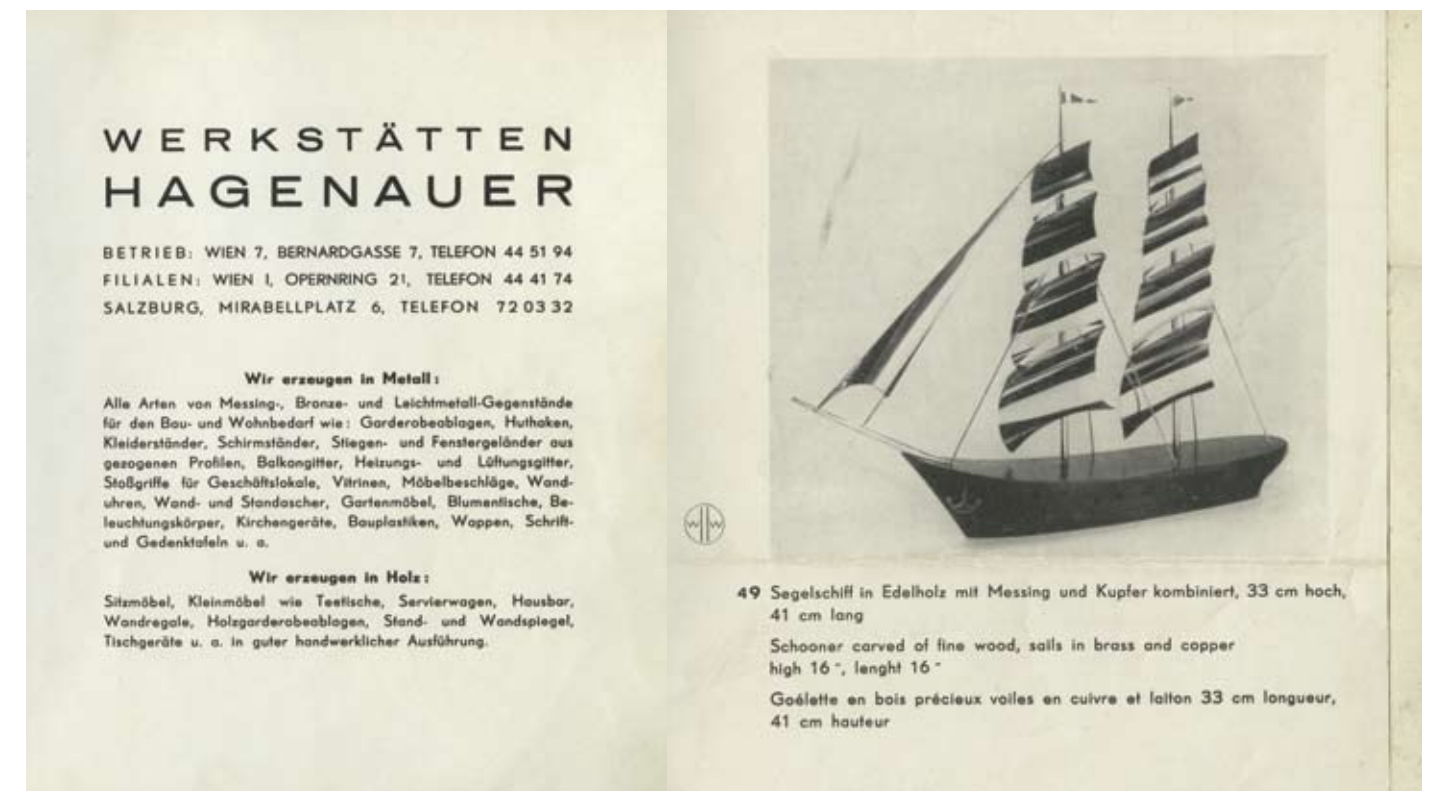 WERKSTÄTTEN
HAGENAUER
BETRIEB: WIEN 7, BERNARDGASSE 7, TELEFON 44 51 94
FILIALEN: WIEN I, OPERNRING 21, TELEFON 44 41 74
SALZBURG, MIRABELLPLATZ 6, TELEFON 72 03 32
Wir erzeugen in Metall:
Alle Arten von Messing-, Bronze- und Leichtmetall-Gegenstände
für den Bau- und Wohnbedarf wie: Garderobeablagen, Huthaken,
Kleiderständer, Schirmständer, Stiegen- und Fenstergeländer aus
gezogenen Profilen, Balkongitter, Heizungs- und Lüftungsgitter,
Stoßgriffe für Geschäftslokale, Vitrinen, Möbelbeschläge, Wand-
uhren, Wand- und Standascher, Gartenmöbel, Blumentische, Be-
leuchtungskörper, Kirchengeräte, Bauplastiken, Wappen, Schrift-
und Gedenktafeln u. a.
Wir erzeugen in Holz:
Sitzmöbel, Kleinmöbel wie Teetische, Servierwagen, Hausbar,
Wandregale, Holzgarderobeablagen, Stand- und Wandspiegel,
Tischgeräte u. a. in guter handwerklicher Ausführung.
WHW
49 Segelschiff in Edelholz mit Messing und Kupfer kombiniert, 33 cm hoch,
41 cm lang
Schooner carved of fine wood, sails in brass and copper
high 16 ", lenght 16 "
Goélette en bois précieux voiles en cuivre et laiton 33 cm longueur,
41 cm hauteur